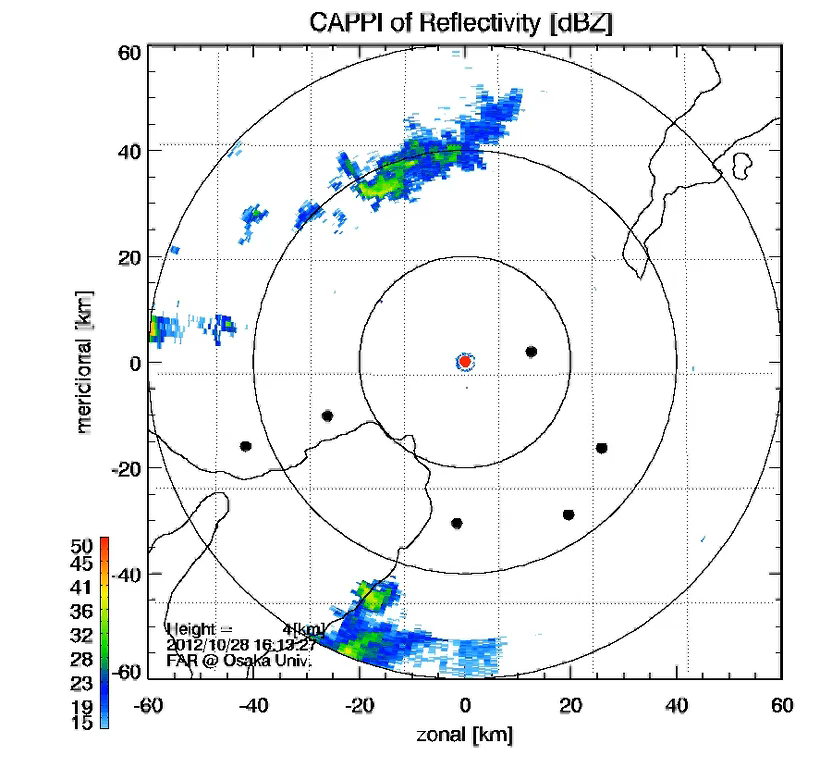 CAPPI of Reflectivity [dBZ]
60
40
20
0
-20
-40
-60
mericional [km]
50
45
41
36
32
28
23
19
15
Height = 4[km]
2012/10/28 16:13:27
FAR @ Osaka Univ.
-60 -40 -20 0 20 40 60
zonal [km]